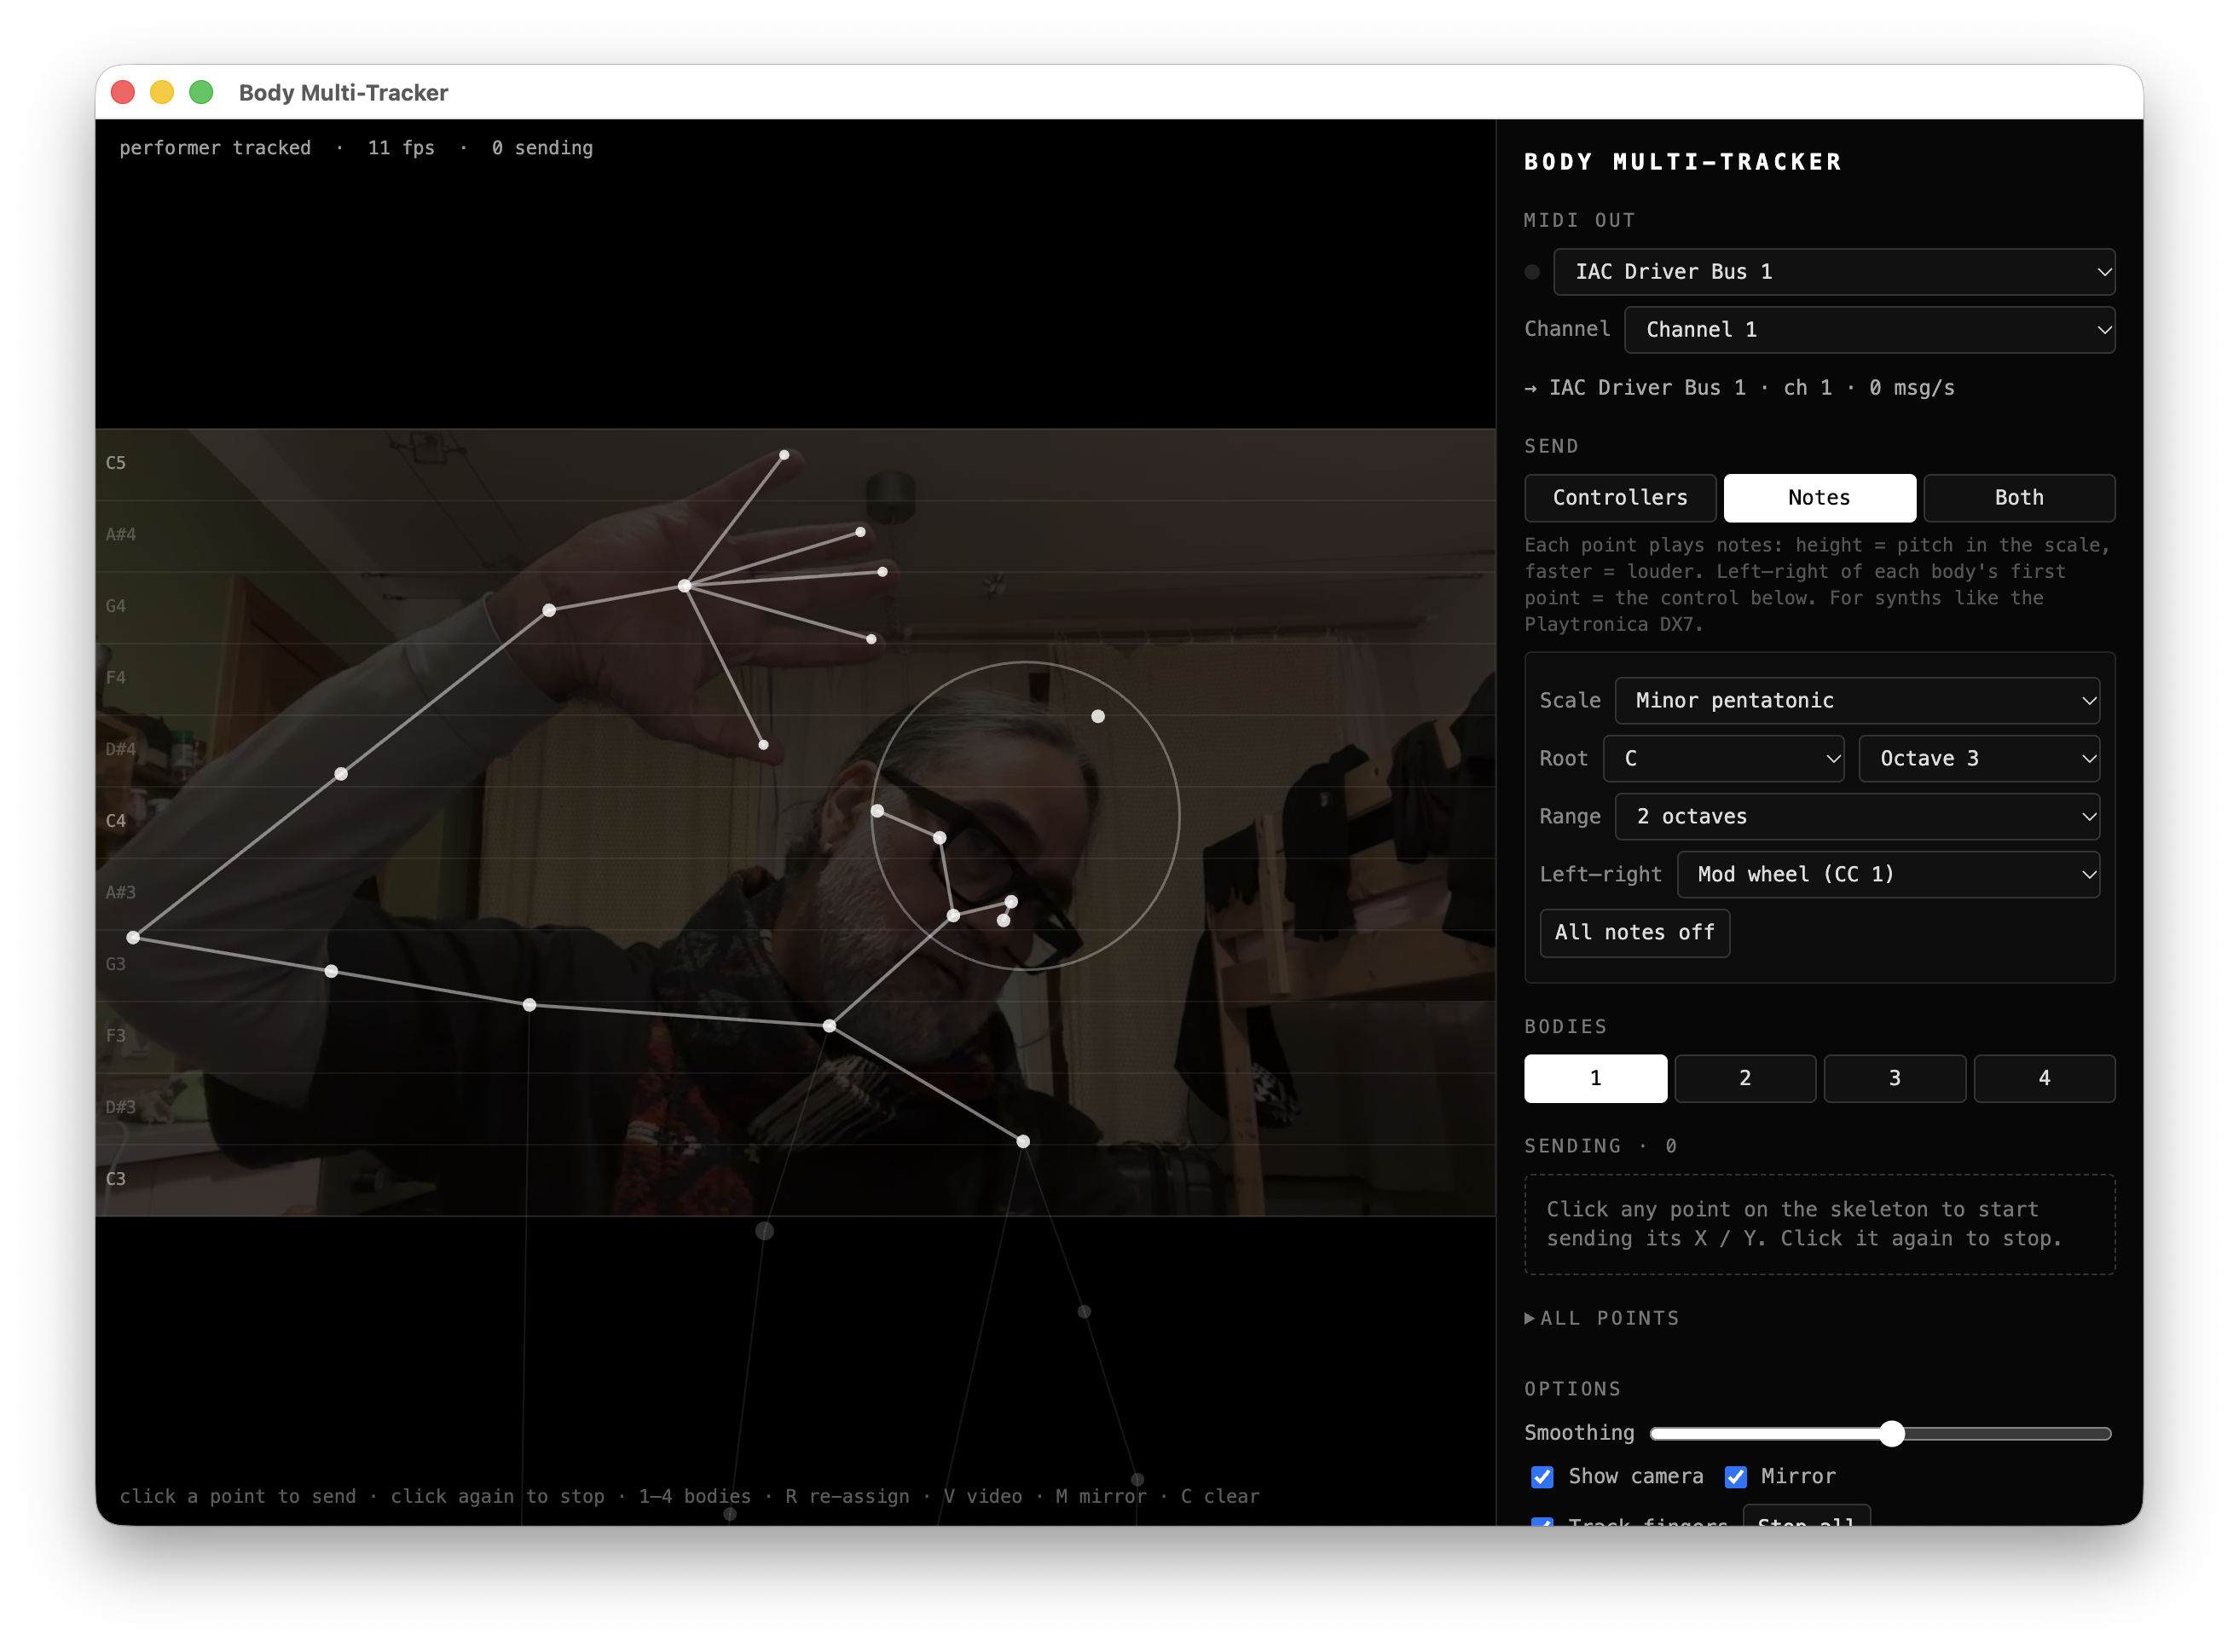 Body Multi-Tracker
performer tracked · 11 fps · 0 sending
C5
A#4
G4
F4
D#4
C4
A#3
G3
F3
D#3
C3
click a point to send · click again to stop · 1–4 bodies · R re-assign · V video · M mirror · C clear
BODY MULTI-TRACKER
MIDI OUT
IAC Driver Bus 1
Channel Channel 1
→ IAC Driver Bus 1 · ch 1 · 0 msg/s
SEND
Controllers Notes Both
Each point plays notes: height = pitch in the scale,
faster = louder. Left–right of each body's first
point = the control below. For synths like the
Playtronica DX7.
Scale Minor pentatonic
Root C Octave 3
Range 2 octaves
Left–right Mod wheel (CC 1)
All notes off
BODIES
1 2 3 4
SENDING · 0
Click any point on the skeleton to start
sending its X / Y. Click it again to stop.
▶ALL POINTS
OPTIONS
Smoothing
Show camera Mirror
Track fingers Stop all